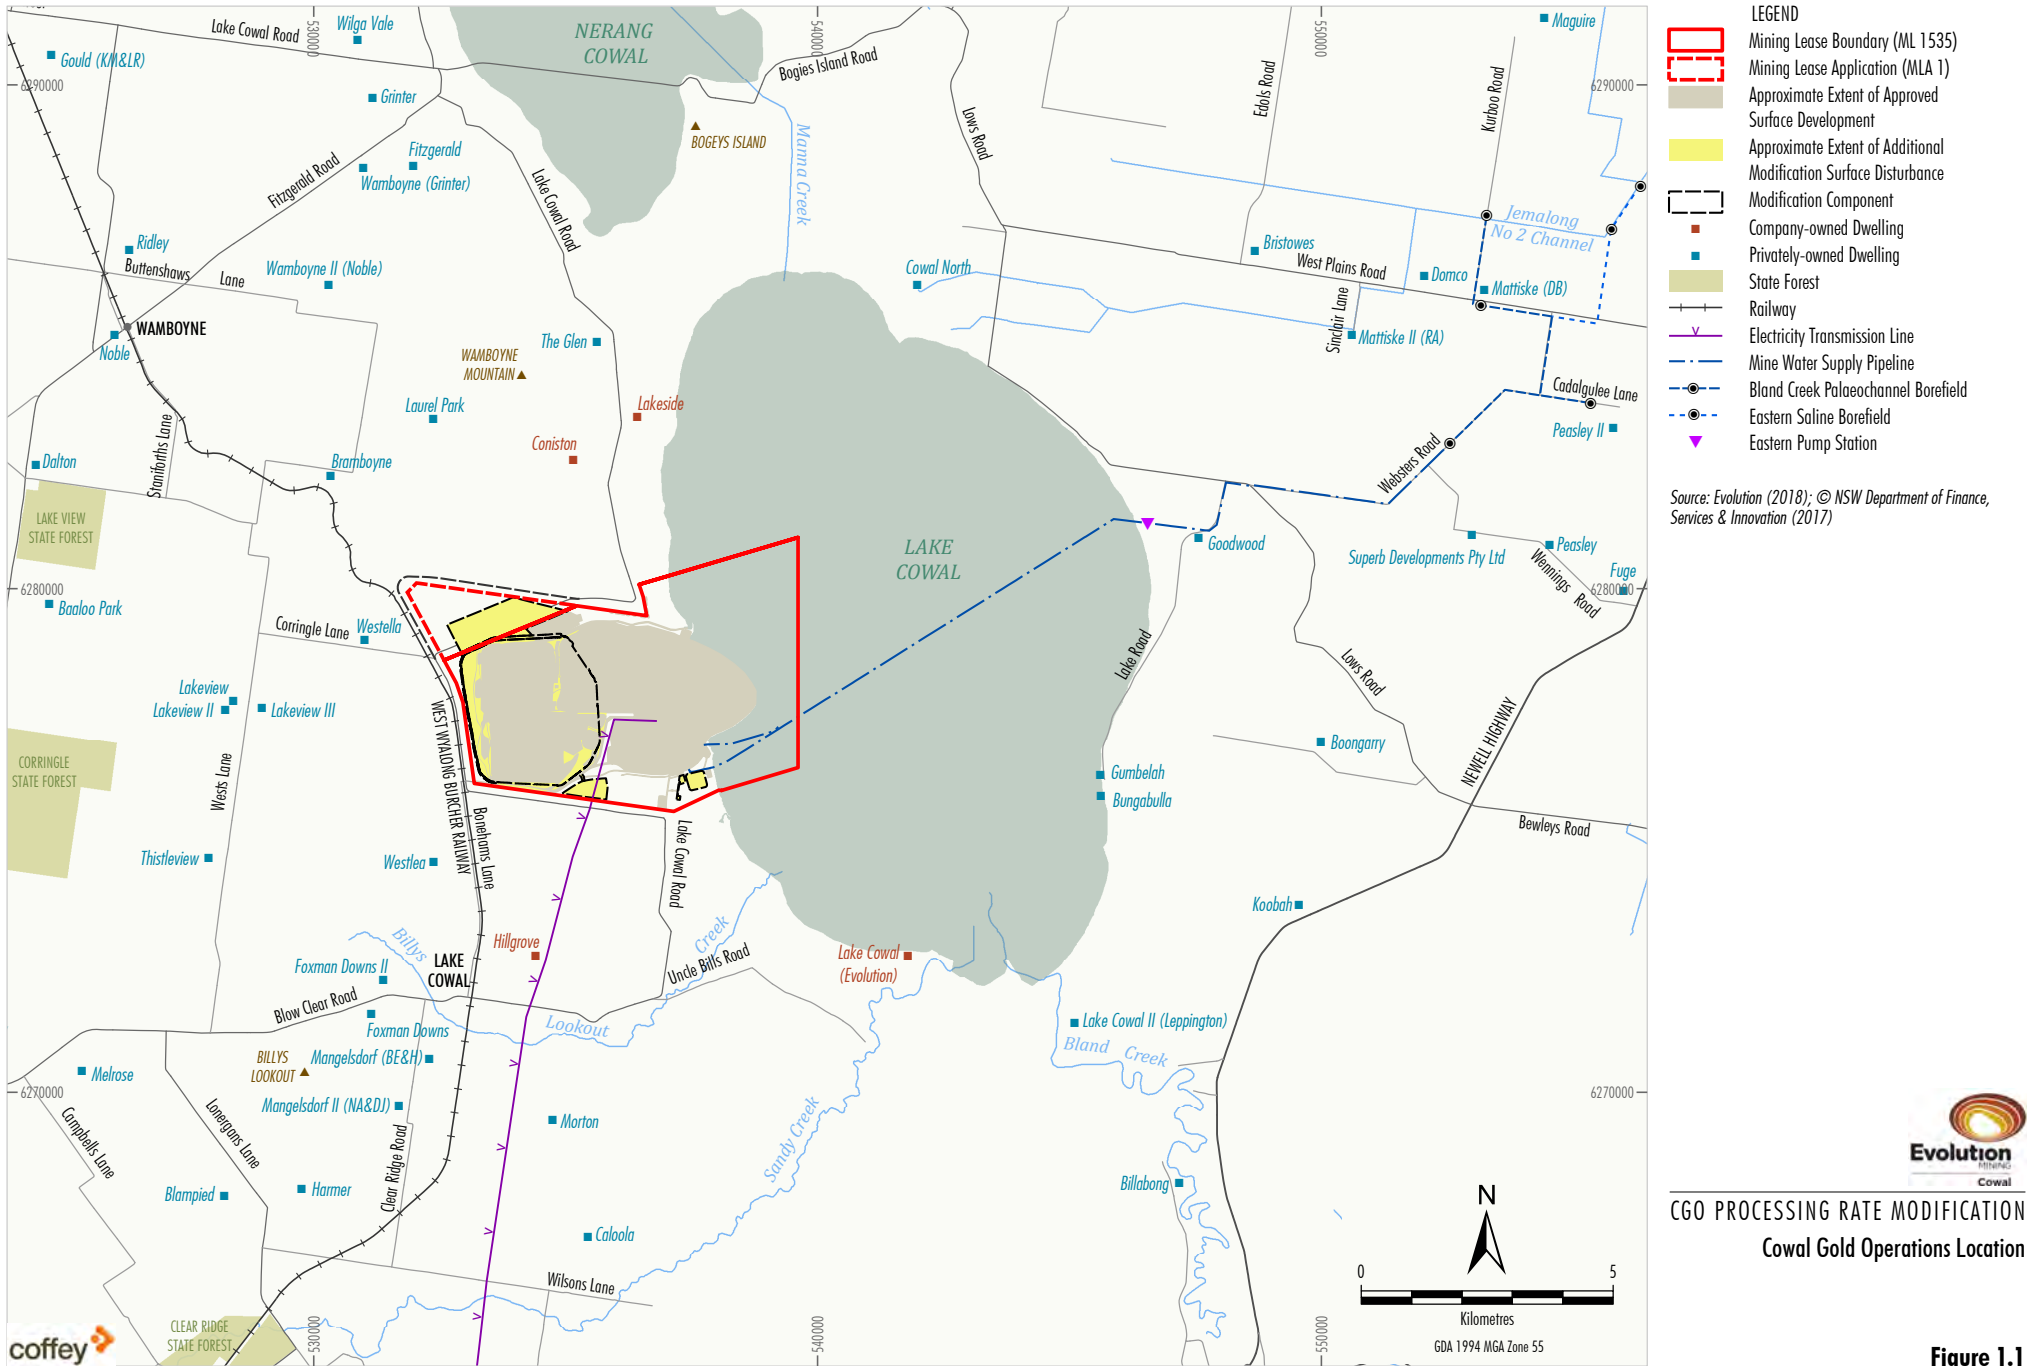 Lake Cowal Road
Wilga Vale
530000
NERANG
COWAL
540000
Bogies Island Road
550000
Maguire
Gould (KM&LR)
6290000
Grinter
Edols Road
Kurboo Road
6290000
BOGEYS ISLAND
Manna Creek
Lows Road
Fitzgerald
Wamboyne (Grinter)
Fitzgerald Road
Lake Cowal Road
Jemalong
No 2 Channel
Ridley
Buttenshaws
Lane
Wamboyne II (Noble)
Cowal North
Bristowes
West Plains Road
Domco
Mattiske (DB)
WAMBOYNE
Noble
The Glen
Sinclair Lane
Mattiske II (RA)
WAMBOYNE
MOUNTAIN
Laurel Park
Lakeside
Coniston
Cadalgulee Lane
Peasley II
Staniforths Lane
Dalton
Bramboyne
Websters Road
LAKE VIEW
STATE FOREST
LAKE
COWAL
Goodwood
Superb Developments Pty Ltd
Peasley
Wennings Road
Fuge
6280000
6280000
Baaloo Park
Corringle Lane
Westella
Lake Road
Lows Road
Lakeview
Lakeview II
Lakeview III
WEST WYALONG BURCHER RAILWAY
NEWELL HIGHWAY
CORRINGLE
STATE FOREST
Wests Lane
Boongarry
Gumbelah
Bungabulla
Bonehams Lane
Lake Cowal Road
Bewleys Road
Thistleview
Westlea
Koobah
Billys
Creek
Hillgrove
LAKE
COWAL
Lake Cowal
(Evolution)
Uncle Bills Road
Foxman Downs II
Blow Clear Road
Foxman Downs
Lookout
Lake Cowal II (Leppington)
Bland Creek
BILLYS
LOOKOUT
Mangelsdorf (BE&H)
Melrose
6270000
6270000
Mangelsdorf II (NA&DJ)
Morton
Campbells Lane
Lonergans Lane
Clear Ridge Road
Sandy Creek
Blampied
Harmer
Billabong
Caloola
Wilsons Lane
CLEAR RIDGE
STATE FOREST
530000
540000
550000
coffey
N
0 5
Kilometres
GDA 1994 MGA Zone 55
LEGEND
Mining Lease Boundary (ML 1535)
Mining Lease Application (MLA 1)
Approximate Extent of Approved
Surface Development
Approximate Extent of Additional
Modification Surface Disturbance
Modification Component
Company-owned Dwelling
Privately-owned Dwelling
State Forest
Railway
Electricity Transmission Line
Mine Water Supply Pipeline
Bland Creek Palaeochannel Borefield
Eastern Saline Borefield
Eastern Pump Station
Source: Evolution (2018); © NSW Department of Finance,
Services & Innovation (2017)
Evolution
MINING
Cowal
CGO PROCESSING RATE MODIFICATION
Cowal Gold Operations Location
Figure 1.1